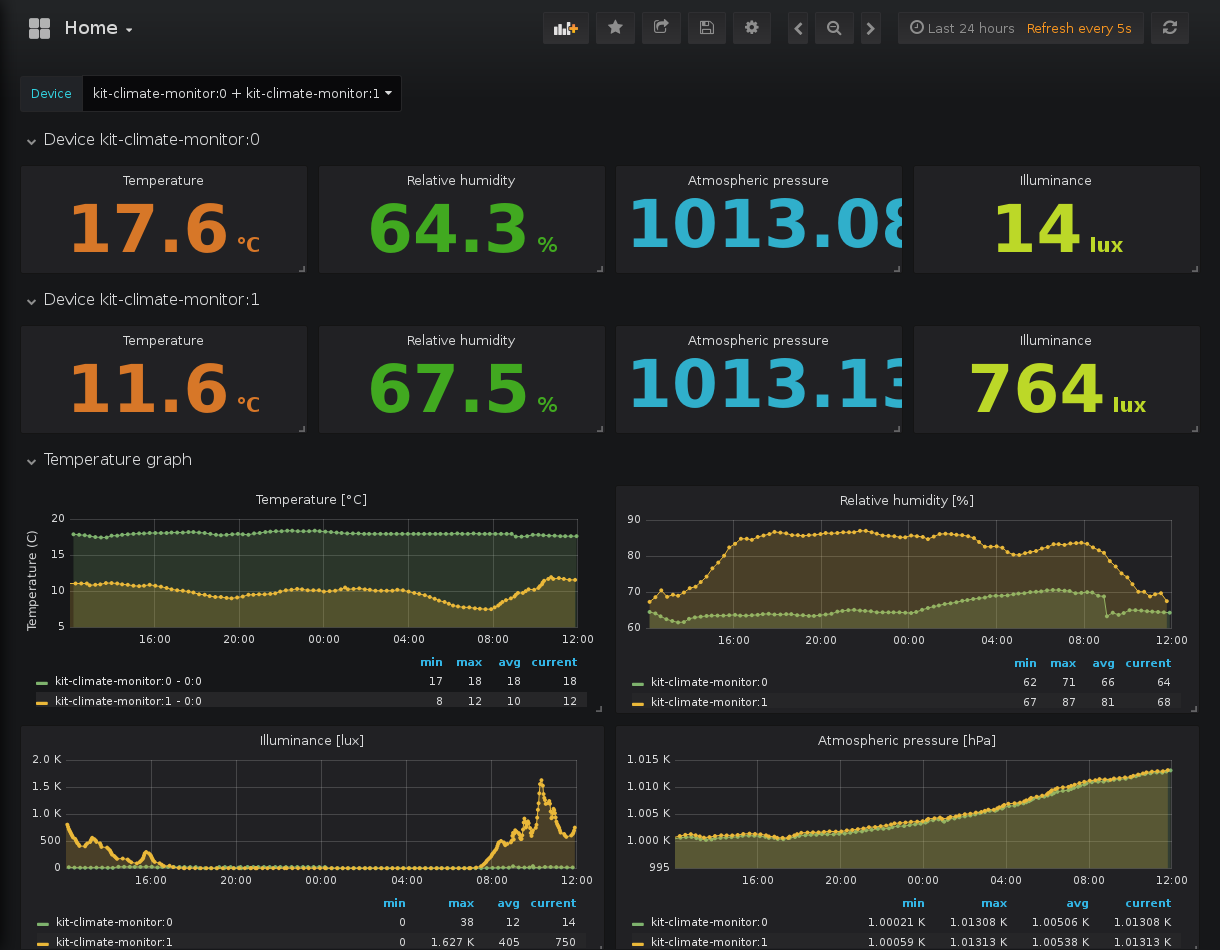 Home
Last 24 hours Refresh every 5s
Device kit-climate-monitor:0 + kit-climate-monitor:1
Device kit-climate-monitor:0
Temperature Relative humidity Atmospheric pressure Illuminance
17.6 °C 64.3 % 1013.08 14 lux
Device kit-climate-monitor:1
Temperature Relative humidity Atmospheric pressure Illuminance
11.6 °C 67.5 % 1013.13 764 lux
Temperature graph
Temperature [°C]
Temperature (C)
20
15
10
5
16:00 20:00 00:00 04:00 08:00 12:00
min max avg current
kit-climate-monitor:0 - 0:0 17 18 18 18
kit-climate-monitor:1 - 0:0 8 12 10 12
Relative humidity [%]
90
80
70
60
16:00 20:00 00:00 04:00 08:00 12:00
min max avg current
kit-climate-monitor:0 62 71 66 64
kit-climate-monitor:1 67 87 81 68
Illuminance [lux]
2.0 K
1.5 K
1.0 K
500
0
16:00 20:00 00:00 04:00 08:00 12:00
min max avg current
kit-climate-monitor:0 0 38 12 14
kit-climate-monitor:1 0 1.627 K 405 750
Atmospheric pressure [hPa]
1.015 K
1.010 K
1.005 K
1.000 K
995
16:00 20:00 00:00 04:00 08:00 12:00
min max avg current
kit-climate-monitor:0 1.00021 K 1.01308 K 1.00506 K 1.01308 K
kit-climate-monitor:1 1.00059 K 1.01313 K 1.00538 K 1.01313 K